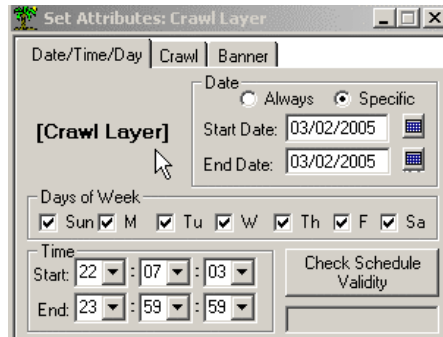 Set Attributes: Crawl Layer
Date/Time/Day Crawl Banner
Date
Always Specific
[Crawl Layer]
Start Date: 03/02/2005
End Date: 03/02/2005
Days of Week
Sun M Tu W Th F Sa
Time
Start: 22 : 07 : 03
End: 23 : 59 : 59
Check Schedule
Validity